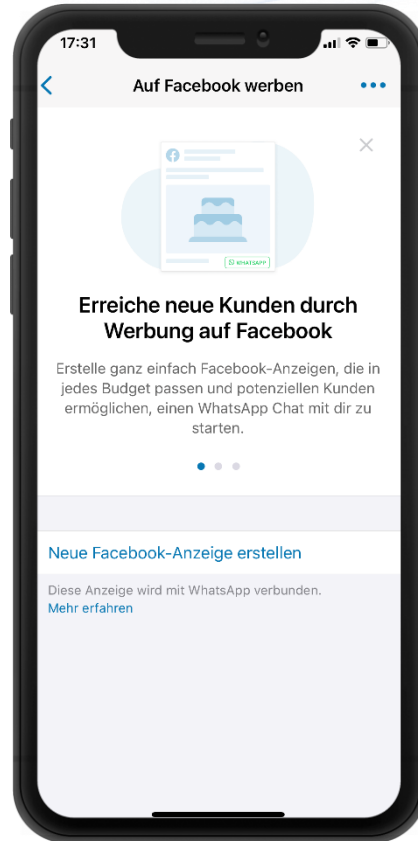 17:31
Auf Facebook werben
WHATSAPP
Erreiche neue Kunden durch
Werbung auf Facebook
Erstelle ganz einfach Facebook-Anzeigen, die in
jedes Budget passen und potenziellen Kunden
ermöglichen, einen WhatsApp Chat mit dir zu
starten.
Neue Facebook-Anzeige erstellen
Diese Anzeige wird mit WhatsApp verbunden.
Mehr erfahren